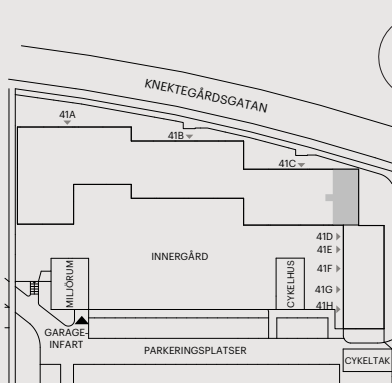 KNEKTEGÅRDSGATAN
41A
41B
41C
41D
41E
INNERGÅRD
41F
MILJÖRUM
CYKELHUS
41G
41H
GARAGE-
INFART
PARKERINGSPLATSER
CYKELTAK